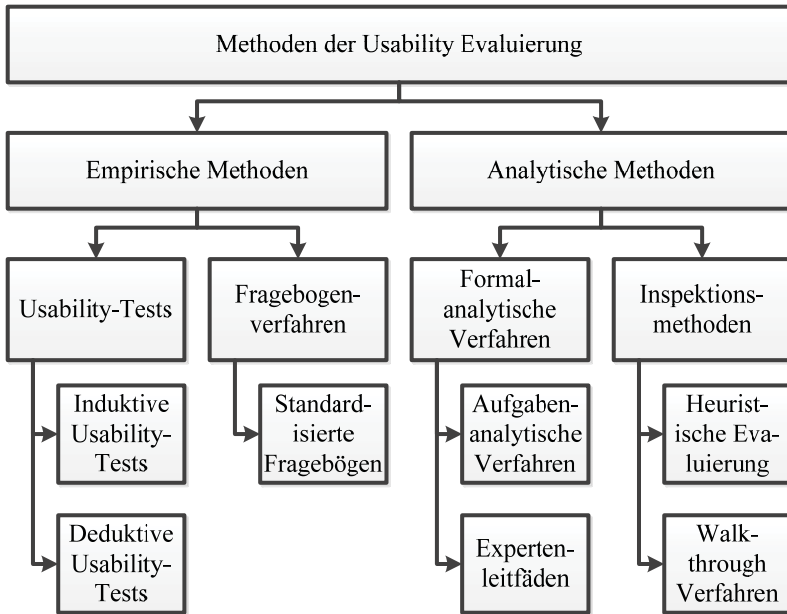 Methoden der Usability Evaluierung
Empirische Methoden
Analytische Methoden
Usability-Tests
Fragebogen-
verfahren
Formal-
analytische
Verfahren
Inspektions-
methoden
Induktive
Usability-
Tests
Standard-
isierte
Fragebögen
Aufgaben-
analytische
Verfahren
Heurist-
ische Eva-
luierung
Deduktive
Usability-
Tests
Experten-
leitfäden
Walk-
through
Verfahren